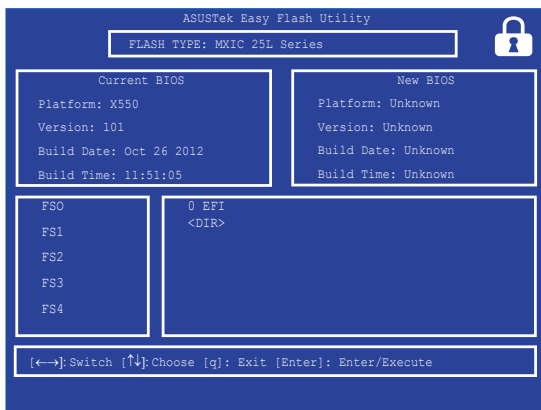 ASUSTek Easy Flash Utility
FLASH TYPE: MXIC 25L Series
Current BIOS
Platform: X550
Version: 101
Build Date: Oct 26 2012
Build Time: 11:51:05
New BIOS
Platform: Unknown
Version: Unknown
Build Date: Unknown
Build Time: Unknown
FSO
FS1
FS2
FS3
FS4
0 EFI
<DIR>
[←→]: Switch [↑↓]: Choose [q]: Exit [Enter]: Enter/Execute